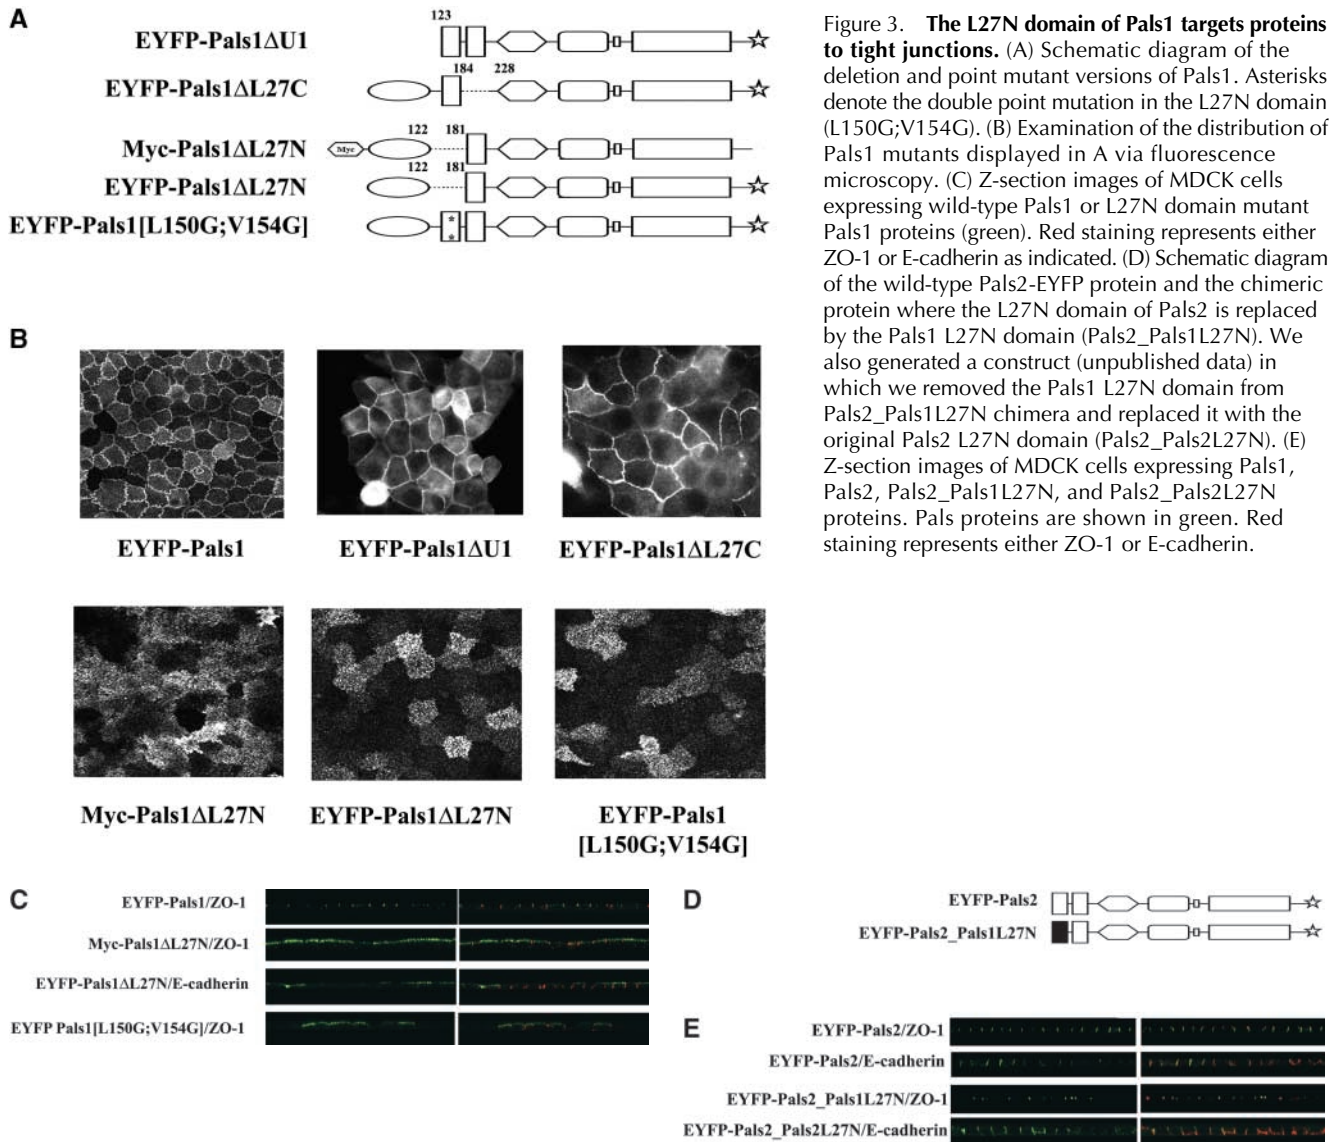 A
123
EYFP-Pals1ΔU1
184 228
EYFP-Pals1ΔL27C
122 181
Myc
Myc-Pals1ΔL27N
122 181
EYFP-Pals1ΔL27N
EYFP-Pals1[L150G;V154G]
*
*
Figure 3. The L27N domain of Pals1 targets proteins
to tight junctions. (A) Schematic diagram of the
deletion and point mutant versions of Pals1. Asterisks
denote the double point mutation in the L27N domain
(L150G;V154G). (B) Examination of the distribution of
Pals1 mutants displayed in A via fluorescence
microscopy. (C) Z-section images of MDCK cells
expressing wild-type Pals1 or L27N domain mutant
Pals1 proteins (green). Red staining represents either
ZO-1 or E-cadherin as indicated. (D) Schematic diagram
of the wild-type Pals2-EYFP protein and the chimeric
protein where the L27N domain of Pals2 is replaced
by the Pals1 L27N domain (Pals2_Pals1L27N). We
also generated a construct (unpublished data) in
which we removed the Pals1 L27N domain from
Pals2_Pals1L27N chimera and replaced it with the
original Pals2 L27N domain (Pals2_Pals2L27N). (E)
Z-section images of MDCK cells expressing Pals1,
Pals2, Pals2_Pals1L27N, and Pals2_Pals2L27N
proteins. Pals proteins are shown in green. Red
staining represents either ZO-1 or E-cadherin.
B
EYFP-Pals1 EYFP-Pals1ΔU1 EYFP-Pals1ΔL27C
Myc-Pals1ΔL27N EYFP-Pals1ΔL27N EYFP-Pals1
[L150G;V154G]
C
EYFP-Pals1/ZO-1
Myc-Pals1ΔL27N/ZO-1
EYFP-Pals1ΔL27N/E-cadherin
EYFP Pals1[L150G;V154G]/ZO-1
D
EYFP-Pals2
EYFP-Pals2_Pals1L27N
E
EYFP-Pals2/ZO-1
EYFP-Pals2/E-cadherin
EYFP-Pals2_Pals1L27N/ZO-1
EYFP-Pals2_Pals2L27N/E-cadherin